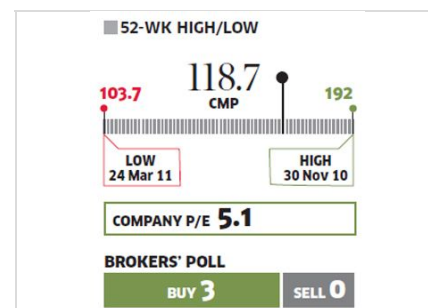 52-WK HIGH/LOW
118.7
CMP
103.7
192
LOW
24 Mar 11
HIGH
30 Nov 10
COMPANY P/E 5.1
BROKERS' POLL
BUY 3 SELL 0